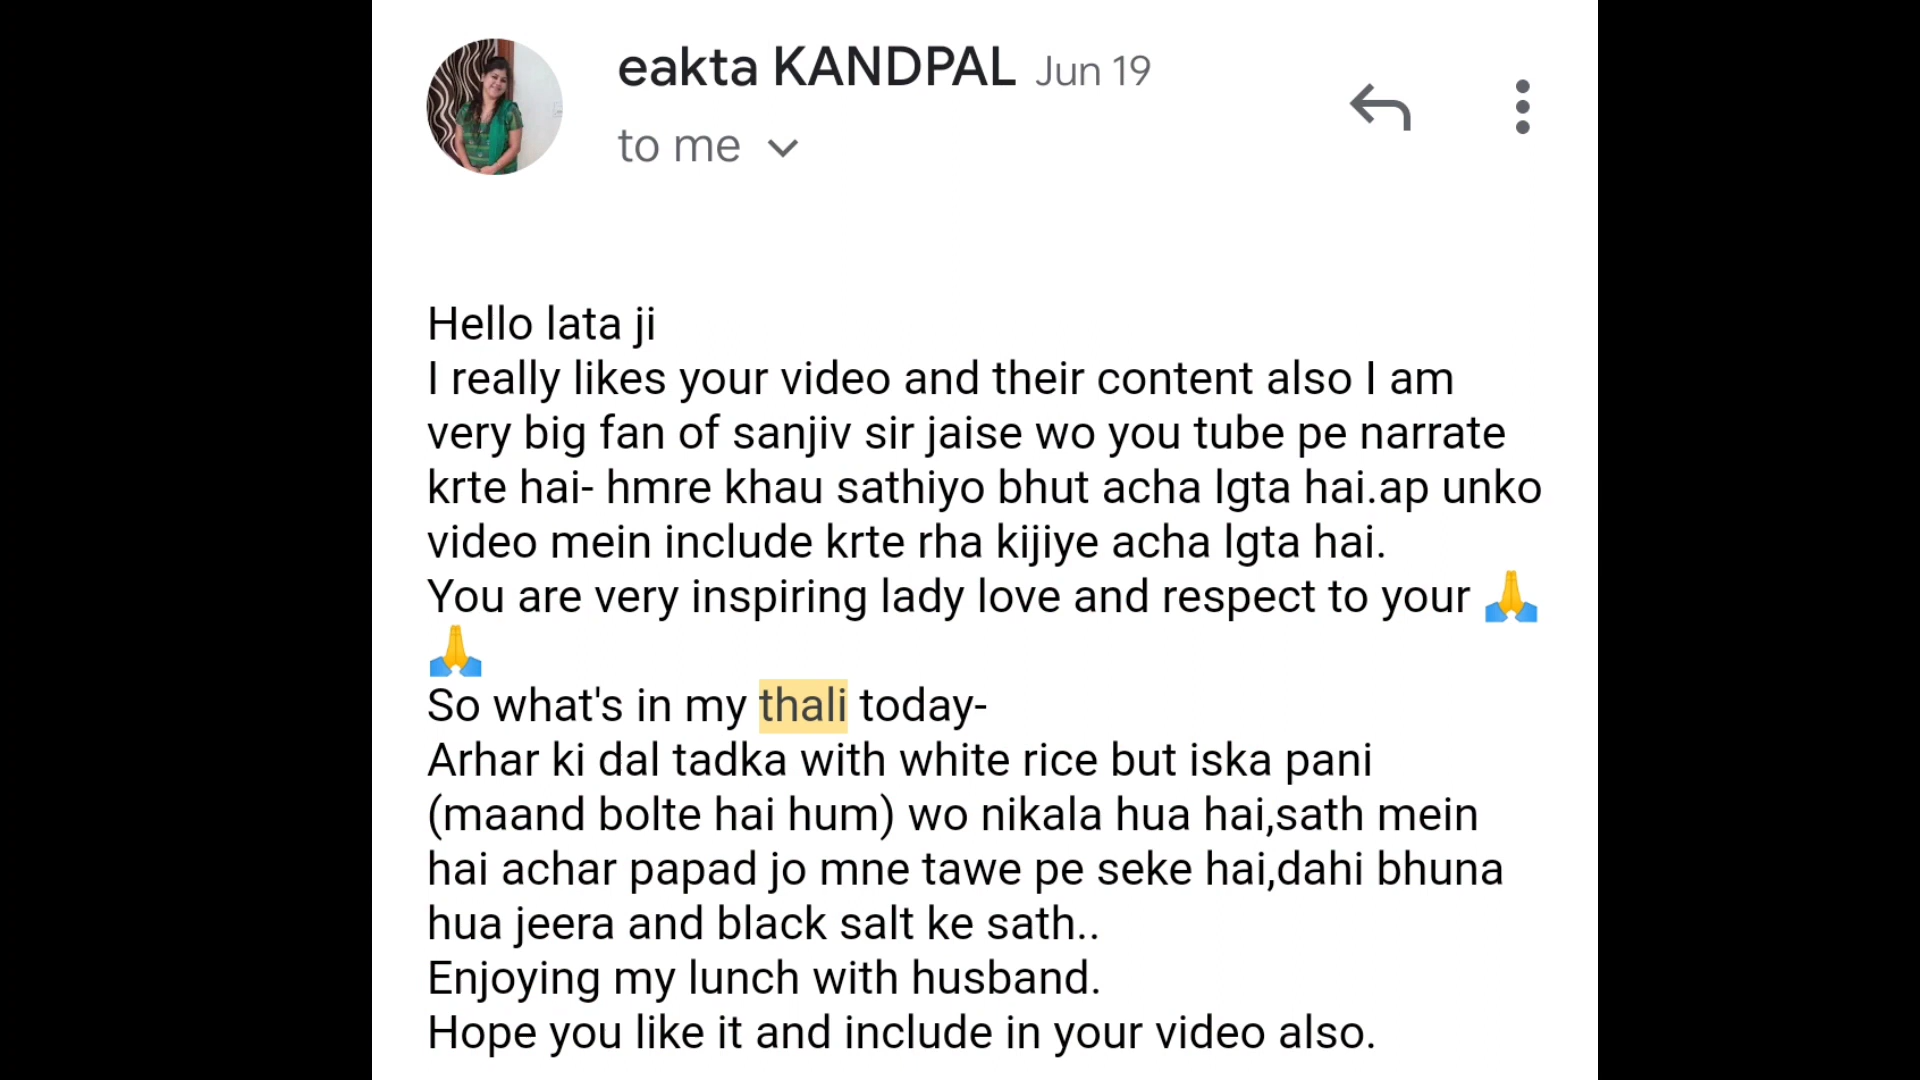 eakta KANDPAL Jun 19
to me
Hello lata ji
I really likes your video and their content also I am
very big fan of sanjiv sir jaise wo you tube pe narrate
krte hai- hmre khau sathiyo bhut acha lgta hai.ap unko
video mein include krte rha kijiye acha lgta hai.
You are very inspiring lady love and respect to your 🙏
🙏
So what's in my thali today-
Arhar ki dal tadka with white rice but iska pani
(maand bolte hai hum) wo nikala hua hai,sath mein
hai achar papad jo mne tawe pe seke hai,dahi bhuna
hua jeera and black salt ke sath..
Enjoying my lunch with husband.
Hope you like it and include in your video also.